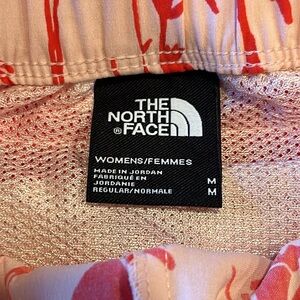 THE
NORTH
FACE
®
WOMENS/FEMMES
MADE IN JORDAN
FABRIQUÉ EN
JORDANIE
REGULAR/NORMALE
M
M